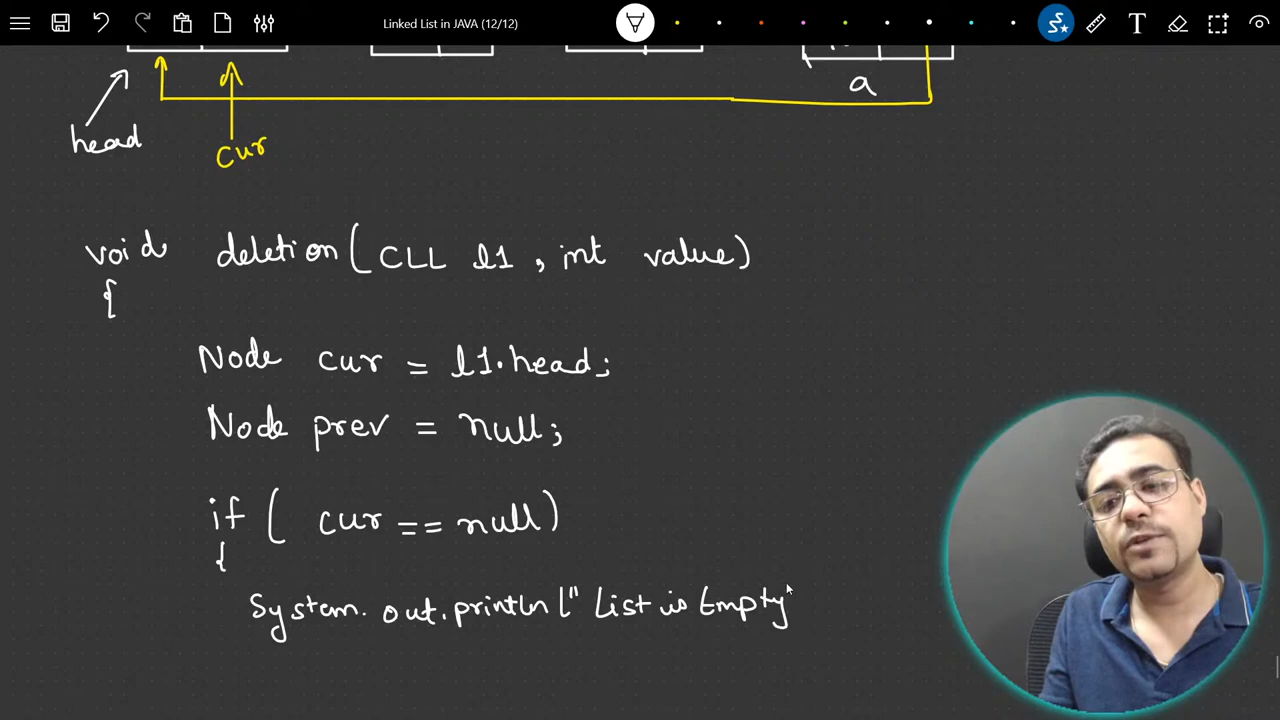 Linked List in JAVA (12/12)
T
a
head
cur
void deletion(CLL l1, int value)
{
Node cur = l1.head;
Node prev = null;
if ( cur == null)
{
System.out.println(" List is Empty"